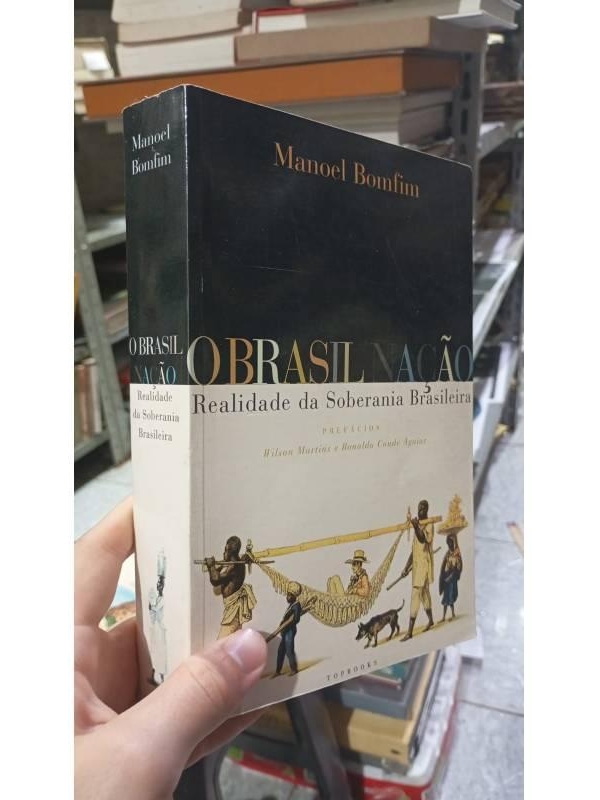 Manoel
Bomfim
O BRASIL
NAÇÃO
Realidade
da Soberania
Brasileira
Manoel Bomfim
O BRASIL NAÇÃO
Realidade da Soberania Brasileira
PREFÁCIOS
Wilson Martins e Ronaldo Conde Aguiar
TOPBOOKS